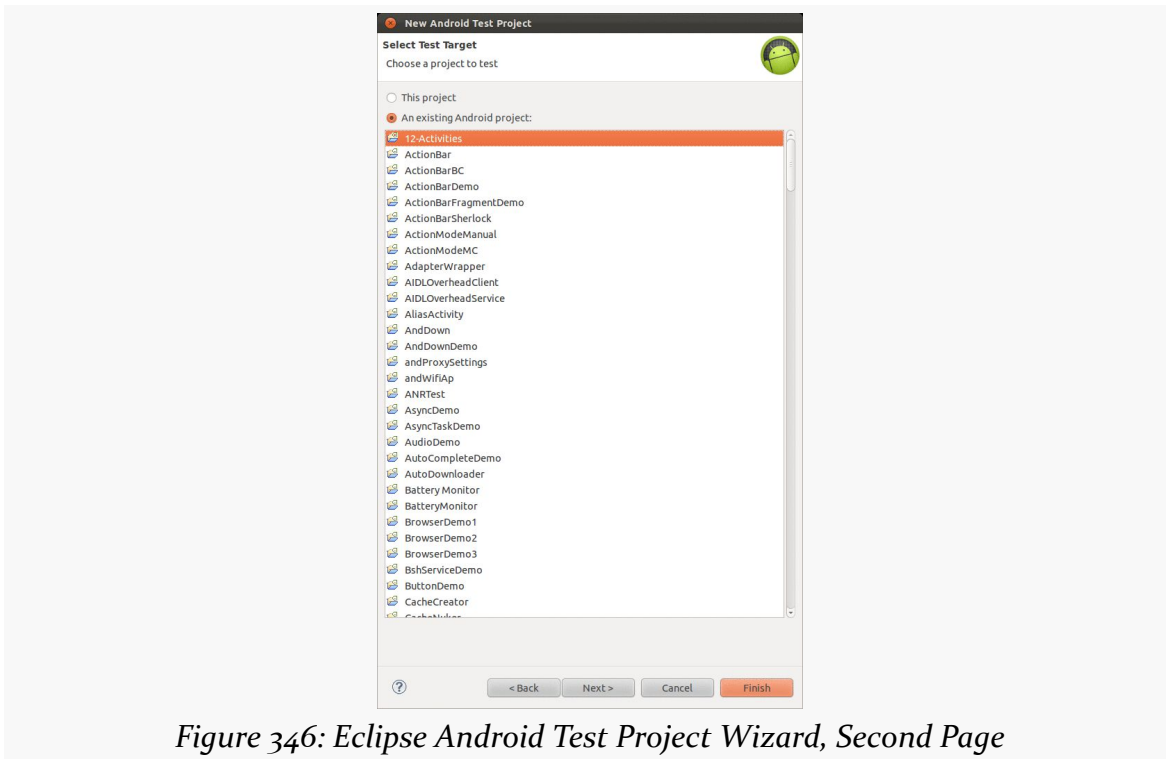 New Android Test Project
Select Test Target
Choose a project to test
This project
An existing Android project:
12-Activities
ActionBar
ActionBarBC
ActionBarDemo
ActionBarFragmentDemo
ActionBarSherlock
ActionModeManual
ActionModeMC
AdapterWrapper
AIDLOverheadClient
AIDLOverheadService
AliasActivity
AndDown
AndDownDemo
andProxySettings
andWifiAp
ANRTest
AsyncDemo
AsyncTaskDemo
AudioDemo
AutoCompleteDemo
AutoDownloader
Battery Monitor
BatteryMonitor
BrowserDemo1
BrowserDemo2
BrowserDemo3
BshServiceDemo
ButtonDemo
CacheCreator
? < Back Next > Cancel Finish
Figure 346: Eclipse Android Test Project Wizard, Second Page